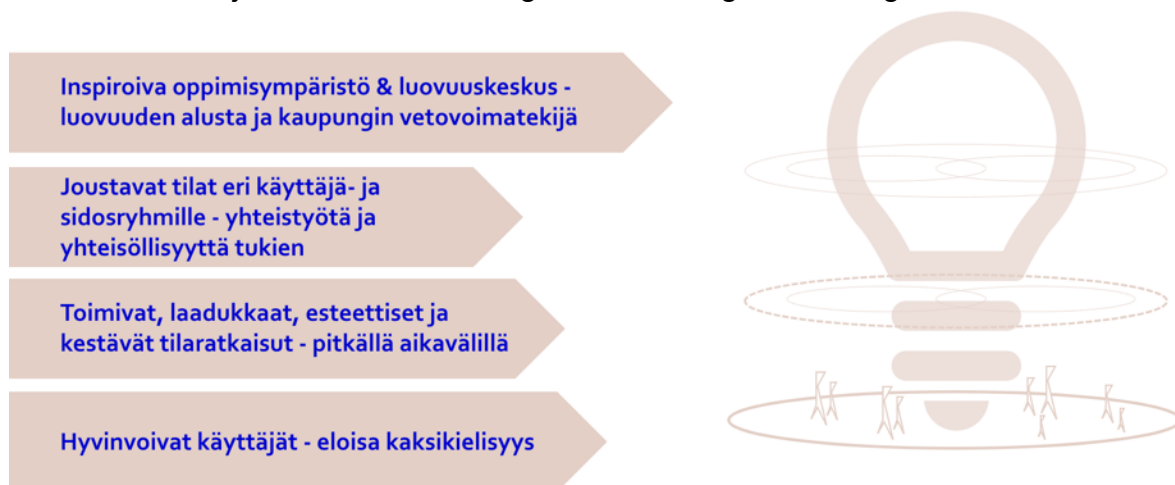 Inspiroiva oppimisympäristö & luovuuskeskus -
luovuuden alusta ja kaupungin vetovoimatekijä
Joustavat tilat eri käyttäjä- ja
sidosryhmille - yhteistyötä ja
yhteisöllisyyttä tukien
Toimivat, laadukkaat, esteettiset ja
kestävät tilaratkaisut - pitkällä aikavälillä
Hyvinvoivat käyttäjät - eloisa kaksikielisyys